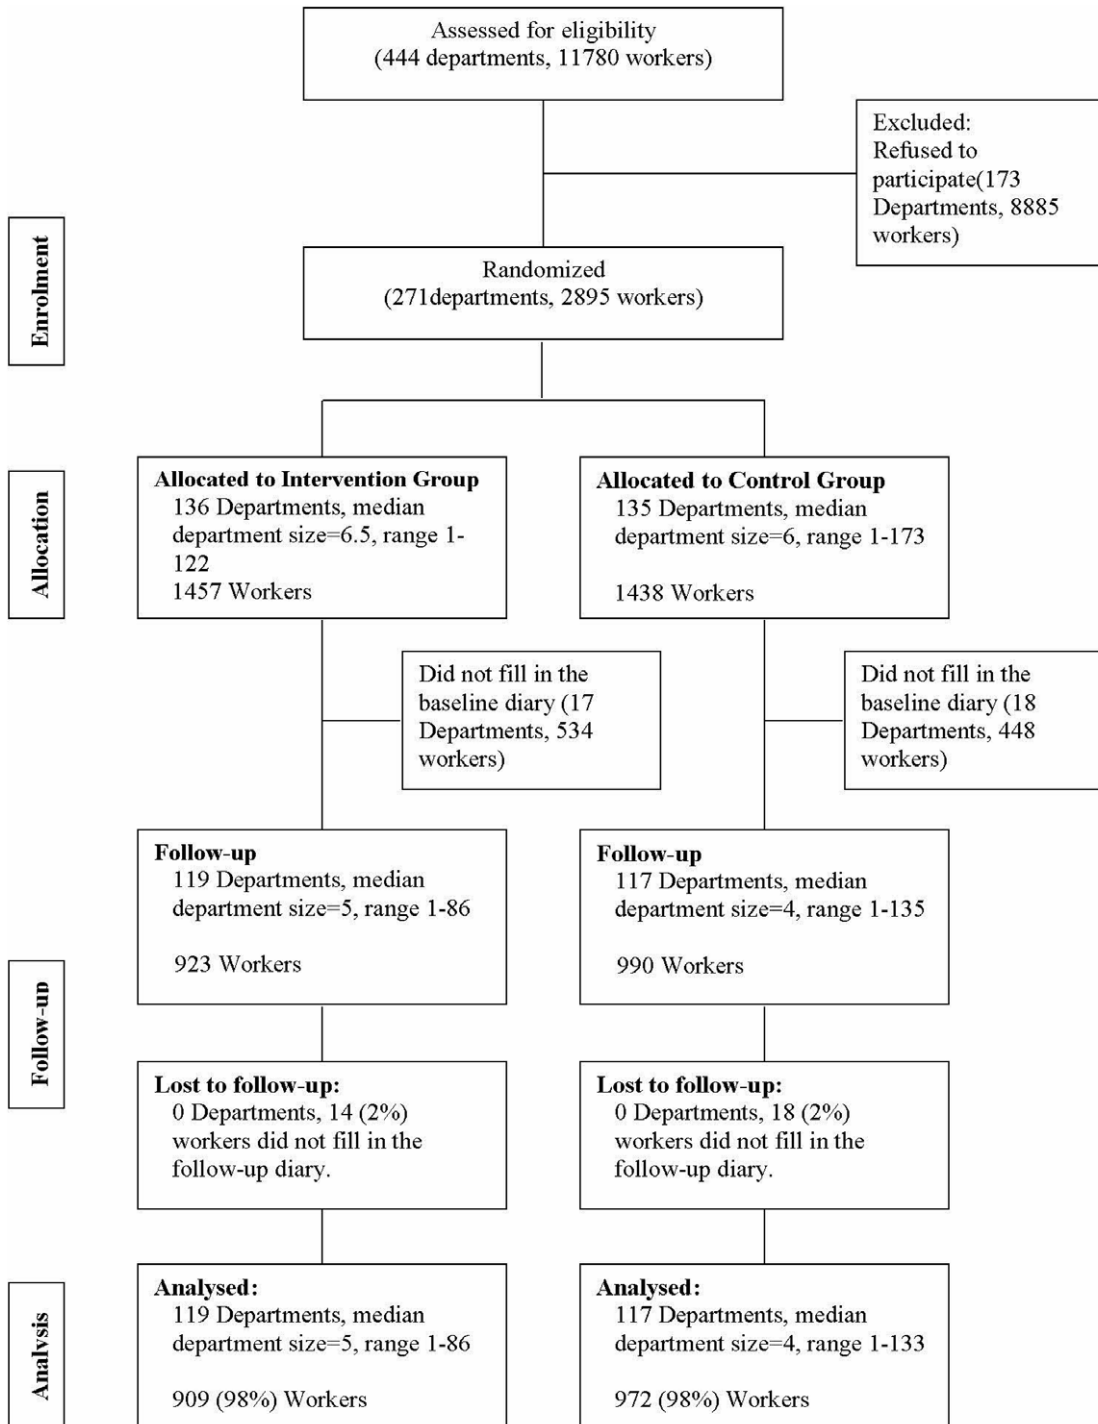 Assessed for eligibility
(444 departments, 11780 workers)
Excluded:
Refused to
participate(173
Departments, 8885
workers)
Enrolment
Randomized
(271departments, 2895 workers)
Allocation
Allocated to Intervention Group
136 Departments, median
department size=6.5, range 1-
122
1457 Workers
Allocated to Control Group
135 Departments, median
department size=6, range 1-173
1438 Workers
Did not fill in the
baseline diary (17
Departments, 534
workers)
Did not fill in the
baseline diary (18
Departments, 448
workers)
Follow-up
Follow-up
119 Departments, median
department size=5, range 1-86
923 Workers
Follow-up
117 Departments, median
department size=4, range 1-135
990 Workers
Lost to follow-up:
0 Departments, 14 (2%)
workers did not fill in the
follow-up diary.
Lost to follow-up:
0 Departments, 18 (2%)
workers did not fill in the
follow-up diary.
Analysis
Analysed:
119 Departments, median
department size=5, range 1-86
909 (98%) Workers
Analysed:
117 Departments, median
department size=4, range 1-133
972 (98%) Workers